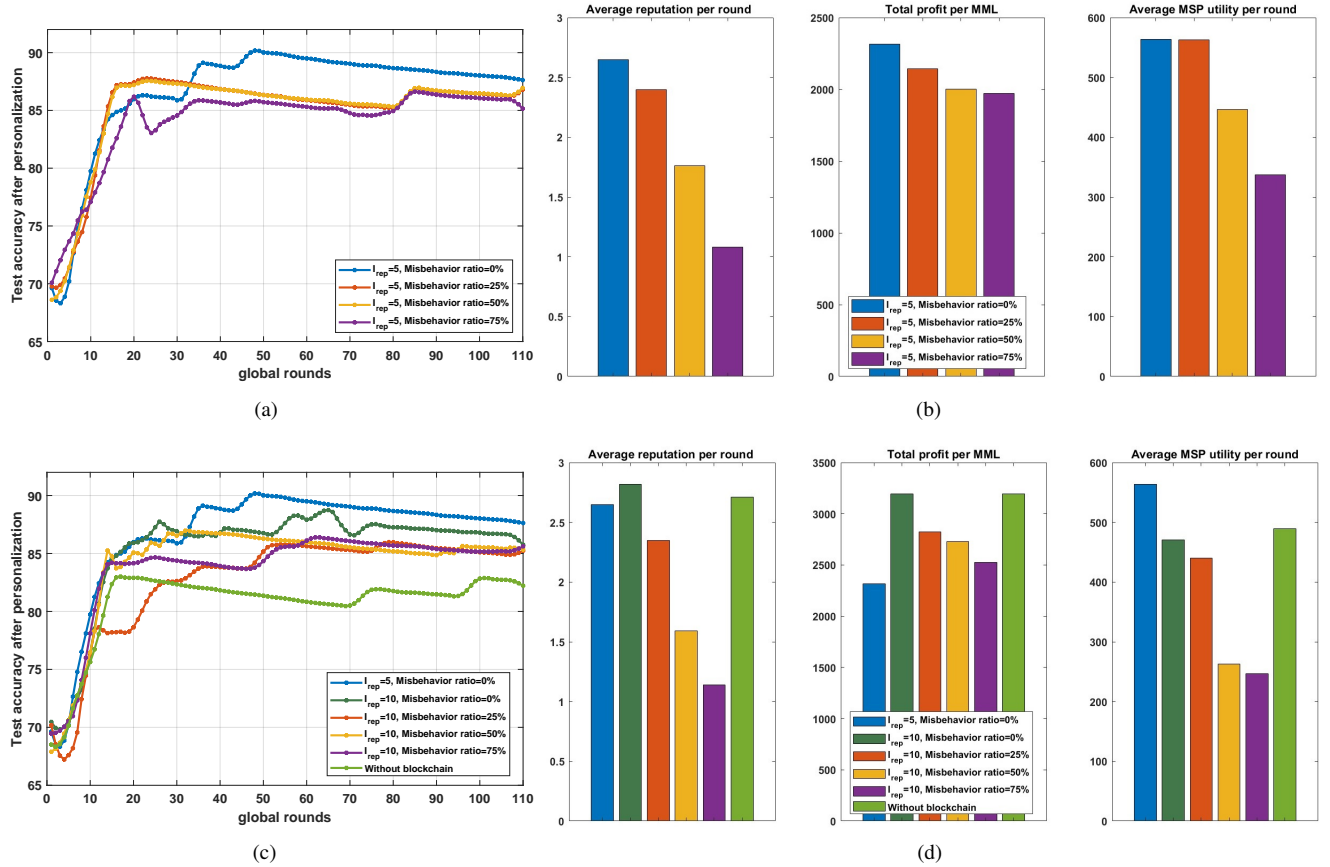 Test accuracy after personalization
90
85
80
75
70
65
0 10 20 30 40 50 60 70 80 90 100 110
global rounds
I_rep=5, Misbehavior ratio=0%
I_rep=5, Misbehavior ratio=25%
I_rep=5, Misbehavior ratio=50%
I_rep=5, Misbehavior ratio=75%
(a)
Average reputation per round
3
2.5
2
1.5
1
0.5
0
Total profit per MML
2500
2000
1500
1000
500
0
I_rep=5, Misbehavior ratio=0%
I_rep=5, Misbehavior ratio=25%
I_rep=5, Misbehavior ratio=50%
I_rep=5, Misbehavior ratio=75%
Average MSP utility per round
600
500
400
300
200
100
0
(b)
Test accuracy after personalization
90
85
80
75
70
65
0 10 20 30 40 50 60 70 80 90 100 110
global rounds
I_rep=5, Misbehavior ratio=0%
I_rep=10, Misbehavior ratio=0%
I_rep=10, Misbehavior ratio=25%
I_rep=10, Misbehavior ratio=50%
I_rep=10, Misbehavior ratio=75%
Without blockchain
(c)
Average reputation per round
3
2.5
2
1.5
1
0.5
0
Total profit per MML
3500
3000
2500
2000
1500
1000
500
0
I_rep=5, Misbehavior ratio=0%
I_rep=10, Misbehavior ratio=0%
I_rep=10, Misbehavior ratio=25%
I_rep=10, Misbehavior ratio=50%
I_rep=10, Misbehavior ratio=75%
Without blockchain
Average MSP utility per round
600
500
400
300
200
100
0
(d)